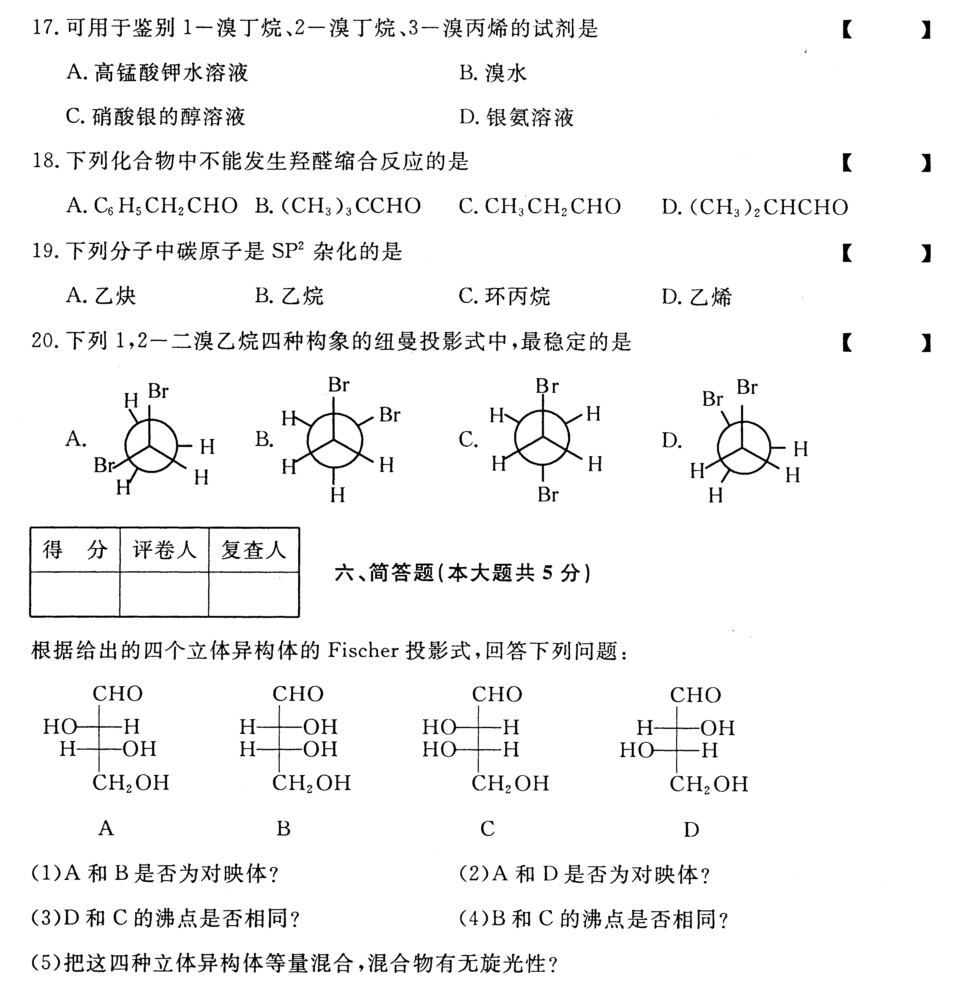 17. 可用于鉴别 1-溴丁烷、2-溴丁烷、3-溴丙烯的试剂是 【 】
A. 高锰酸钾水溶液 B. 溴水
C. 硝酸银的醇溶液 D. 银氨溶液
18. 下列化合物中不能发生羟醛缩合反应的是 【 】
A. C₆H₅CH₂CHO B. (CH₃)₃CCHO C. CH₃CH₂CHO D. (CH₃)₂CHCHO
19. 下列分子中碳原子是 SP² 杂化的是 【 】
A. 乙炔 B. 乙烷 C. 环丙烷 D. 乙烯
20. 下列 1,2-二溴乙烷四种构象的纽曼投影式中,最稳定的是 【 】
A. H Br H H H Br
B. Br Br H H H H
C. Br H H Br H H
D. Br Br H H H H
得 分 评卷人 复查人
六、简答题(本大题共 5 分)
根据给出的四个立体异构体的 Fischer 投影式,回答下列问题:
CHO CHO CHO CHO
HO H H OH HO H H OH
H OH H OH HO H HO H
CH₂OH CH₂OH CH₂OH CH₂OH
A B C D
(1)A 和 B 是否为对映体? (2)A 和 D 是否为对映体?
(3)D 和 C 的沸点是否相同? (4)B 和 C 的沸点是否相同?
(5)把这四种立体异构体等量混合,混合物有无旋光性?